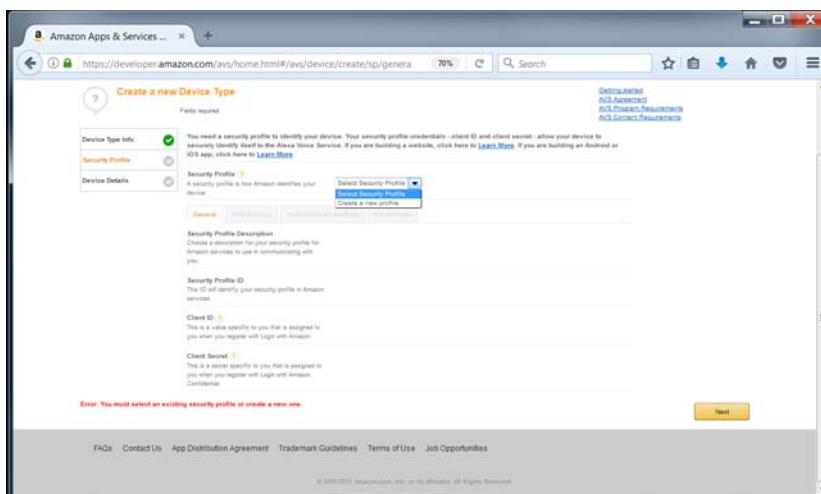 Amazon Apps & Services ...
https://developer.amazon.com/avs/home.html#/avs/device/create/sp/genera
70%
Search
Create a new Device Type
Fields required
Getting started
AVS Agreement
AVS Program Requirements
AVS Content Requirements
Device Type Info
Security Profile
Device Details
You need a security profile to identify your device. Your security profile credentials - client ID and client secret - allow your device to
securely identify itself to the Alexa Voice Service. If you are building a website, click here to Learn More. If you are building an Android or
iOS app, click here to Learn More.
Security Profile ?
A security profile is how Amazon identifies your
device.
Select Security Profile
Select Security Profile
Create a new profile
General
Security Profile Description
Choose a description for your security profile for
Amazon services to use in communicating with
you.
Security Profile ID
This ID will identify your security profile in Amazon
services.
Client ID ?
This is a value specific to you that is assigned to
you when you register with Login with Amazon.
Client Secret ?
This is a secret specific to you that is assigned to
you when you register with Login with Amazon.
Confidential.
Error: You must select an existing security profile or create a new one.
Next
FAQs Contact Us App Distribution Agreement Trademark Guidelines Terms of Use Job Opportunities
Amazon.com, Inc. or its affiliates. All Rights Reserved.